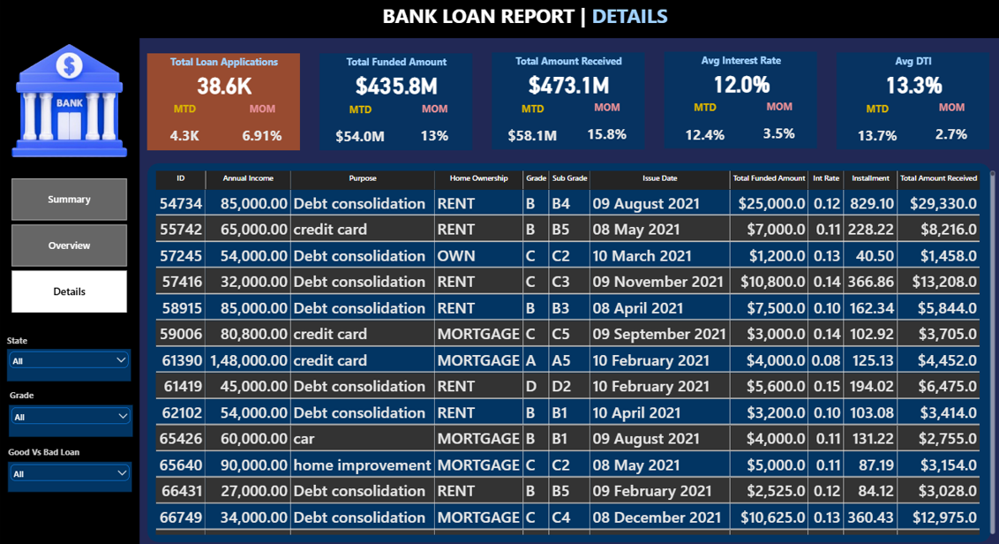 BANK LOAN REPORT | DETAILS
$
BANK
Summary
Overview
Details
State
All
Grade
All
Good Vs Bad Loan
All
Total Loan Applications
38.6K
MTD MOM
4.3K 6.91%
Total Funded Amount
$435.8M
MTD MOM
$54.0M 13%
Total Amount Received
$473.1M
MTD MOM
$58.1M 15.8%
Avg Interest Rate
12.0%
MTD MOM
12.4% 3.5%
Avg DTI
13.3%
MTD MOM
13.7% 2.7%
ID Annual Income Purpose Home Ownership Grade Sub Grade Issue Date Total Funded Amount Int Rate Installment Total Amount Received
54734 85,000.00 Debt consolidation RENT B B4 09 August 2021 $25,000.0 0.12 829.10 $29,330.0
55742 65,000.00 credit card RENT B B5 08 May 2021 $7,000.0 0.11 228.22 $8,216.0
57245 54,000.00 Debt consolidation OWN C C2 10 March 2021 $1,200.0 0.13 40.50 $1,458.0
57416 32,000.00 Debt consolidation RENT C C3 09 November 2021 $10,800.0 0.14 366.86 $13,208.0
58915 85,000.00 Debt consolidation RENT B B3 08 April 2021 $7,500.0 0.10 162.34 $5,844.0
59006 80,800.00 credit card MORTGAGE C C5 09 September 2021 $3,000.0 0.14 102.92 $3,705.0
61390 1,48,000.00 credit card MORTGAGE A A5 10 February 2021 $4,000.0 0.08 125.13 $4,452.0
61419 45,000.00 Debt consolidation RENT D D2 10 February 2021 $5,600.0 0.15 194.02 $6,475.0
62102 54,000.00 Debt consolidation RENT B B1 10 April 2021 $3,200.0 0.10 103.08 $3,414.0
65426 60,000.00 car MORTGAGE B B1 09 August 2021 $4,000.0 0.11 131.22 $2,755.0
65640 90,000.00 home improvement MORTGAGE C C2 08 May 2021 $5,000.0 0.11 87.19 $3,154.0
66431 27,000.00 Debt consolidation RENT B B5 09 February 2021 $2,525.0 0.12 84.12 $3,028.0
66749 34,000.00 Debt consolidation MORTGAGE C C4 08 December 2021 $10,625.0 0.13 360.43 $12,975.0